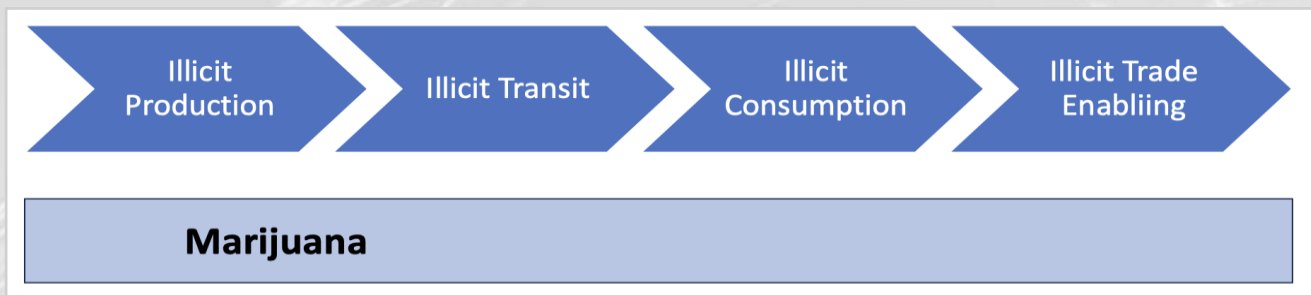 Illicit
Production
Illicit Transit
Illicit
Consumption
Illicit Trade
Enabliing
Marijuana